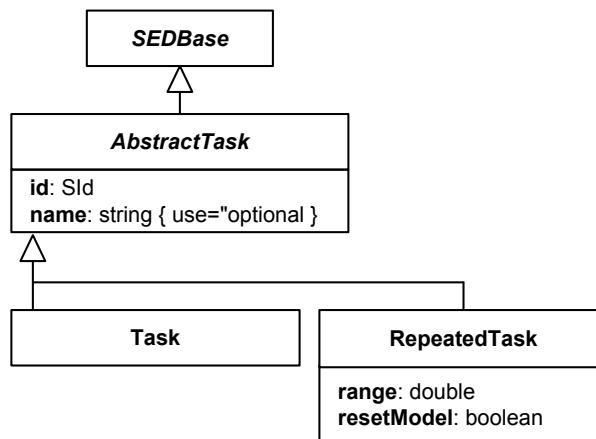 SEDBase
AbstractTask
id: SId
name: string { use="optional }
Task
RepeatedTask
range: double
resetModel: boolean